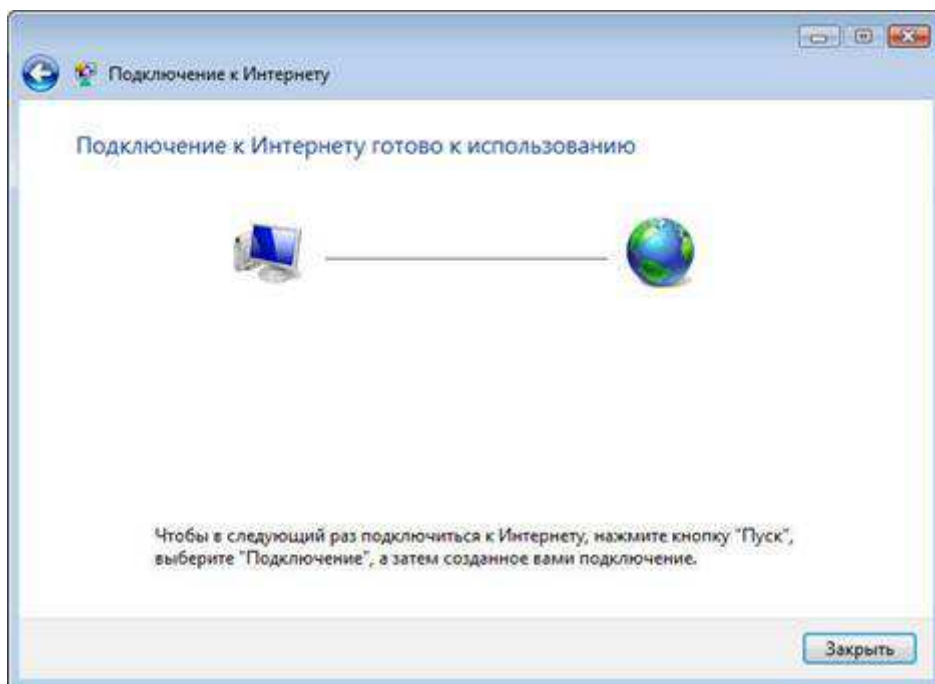 Подключение к Интернету
Подключение к Интернету готово к использованию
Чтобы в следующий раз подключиться к Интернету, нажмите кнопку "Пуск",
выберите "Подключение", а затем созданное вами подключение.
Закрыть